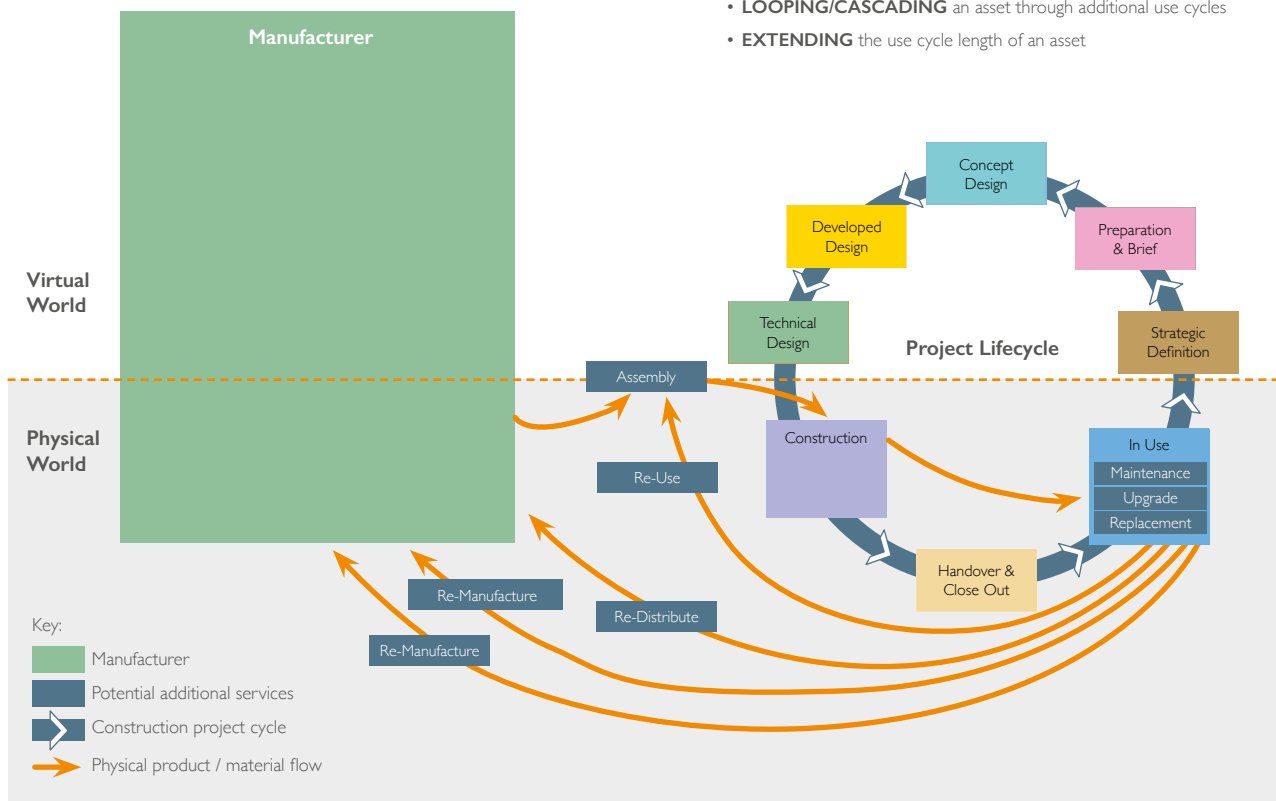 • LOOPING/CASCADING an asset through additional use cycles
• EXTENDING the use cycle length of an asset
Manufacturer
Concept
Design
Developed
Design
Preparation
& Brief
Virtual
World
Technical
Design
Project Lifecycle
Strategic
Definition
Assembly
Physical
World
Construction
In Use
Maintenance
Upgrade
Replacement
Re-Use
Handover &
Close Out
Re-Manufacture
Re-Distribute
Re-Manufacture
Key:
Manufacturer
Potential additional services
Construction project cycle
Physical product / material flow